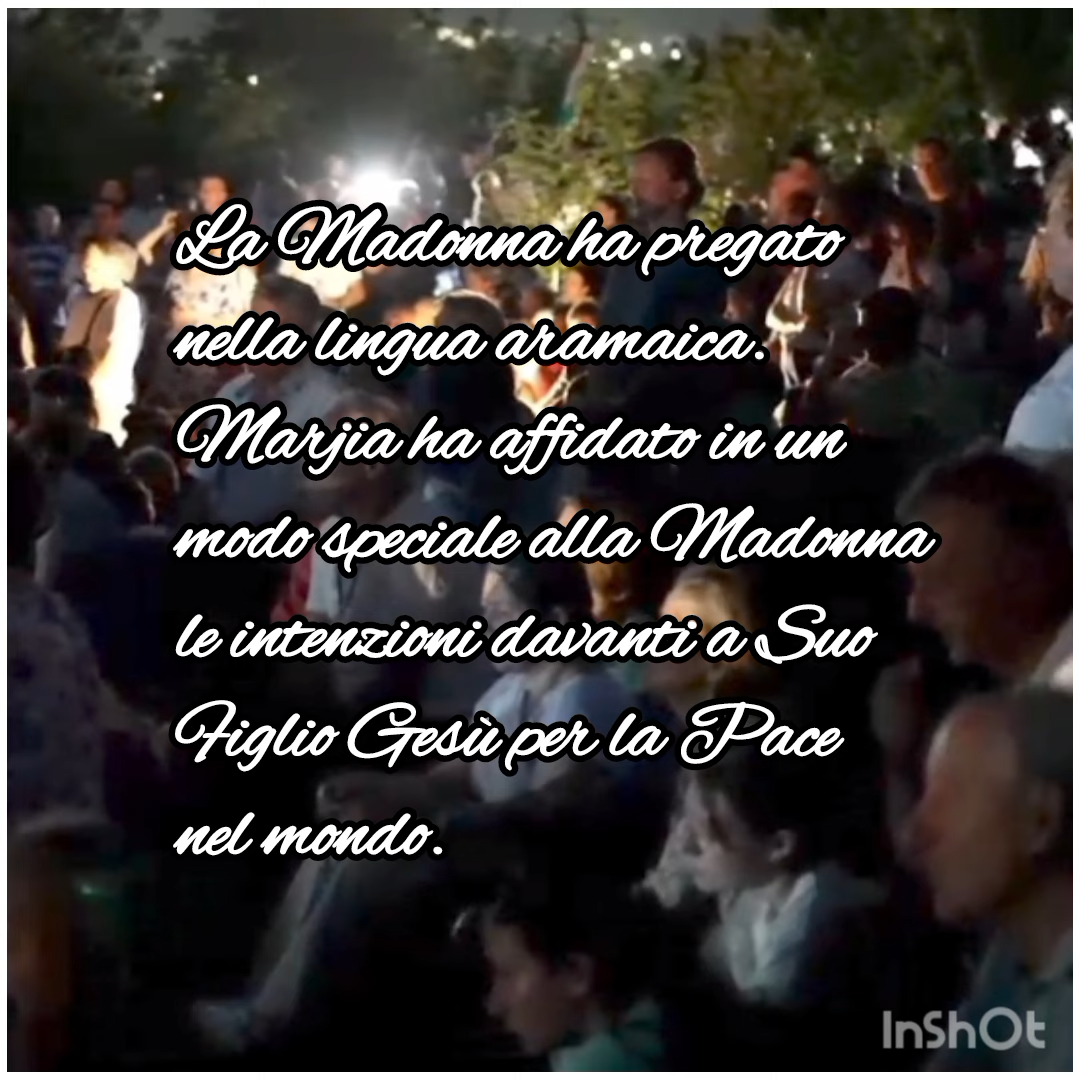 La Madonna ha pregato
nella lingua aramaica.
Marjia ha affidato in un
modo speciale alla Madonna
le intenzioni davanti a Suo
Figlio Gesù per la Pace
nel mondo.
InShOt